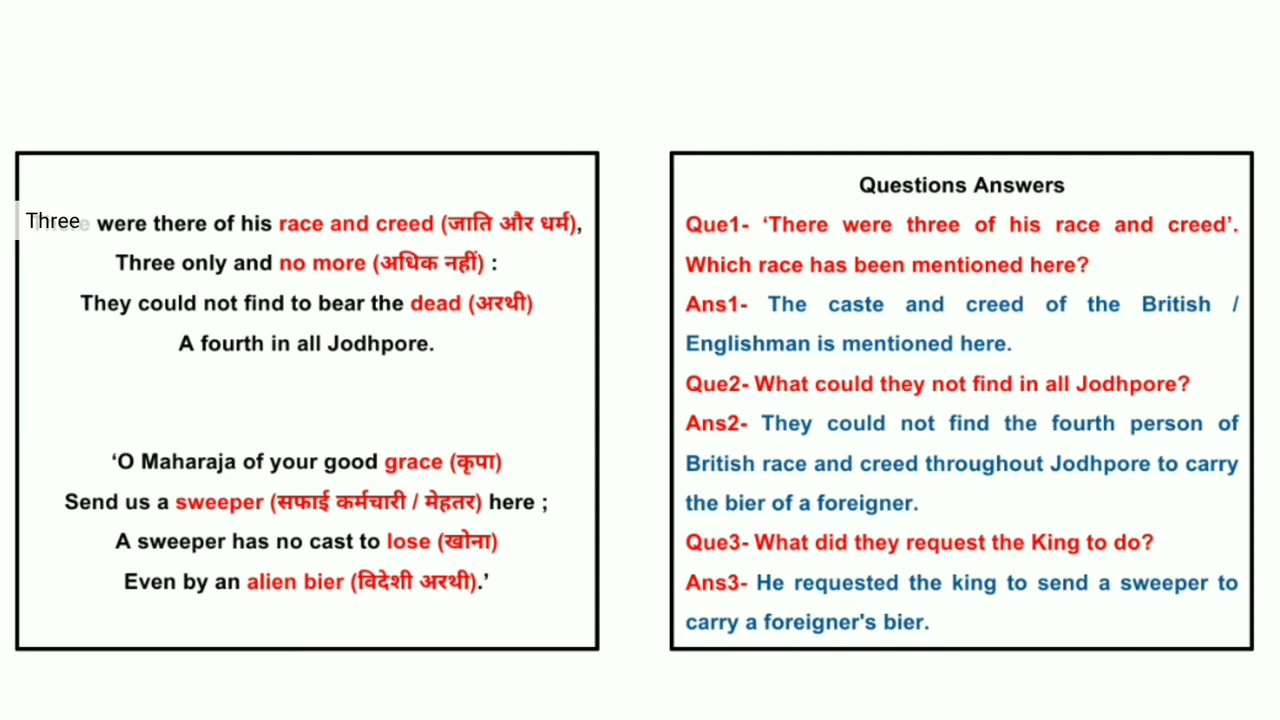 Three were there of his race and creed (जाति और धर्म),
Three only and no more (अधिक नहीं) :
They could not find to bear the dead (अरथी)
A fourth in all Jodhpore.
‘O Maharaja of your good grace (कृपा)
Send us a sweeper (सफाई कर्मचारी / मेहतर) here ;
A sweeper has no cast to lose (खोना)
Even by an alien bier (विदेशी अरथी).’
Questions Answers
Que1- ‘There were three of his race and creed’.
Which race has been mentioned here?
Ans1- The caste and creed of the British /
Englishman is mentioned here.
Que2- What could they not find in all Jodhpore?
Ans2- They could not find the fourth person of
British race and creed throughout Jodhpore to carry
the bier of a foreigner.
Que3- What did they request the King to do?
Ans3- He requested the king to send a sweeper to
carry a foreigner's bier.